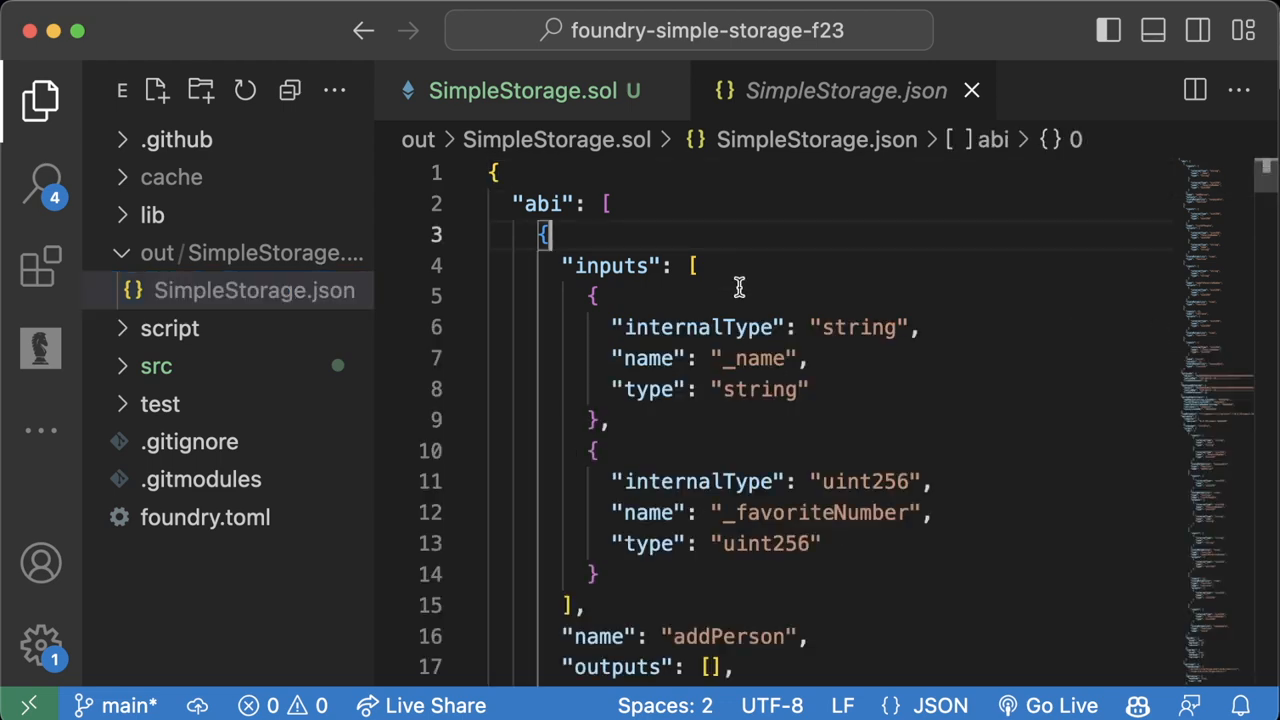 foundry-simple-storage-f23
E
SimpleStorage.sol U
{} SimpleStorage.json
out > SimpleStorage.sol > {} SimpleStorage.json > [ ] abi > {} 0
.github
cache
lib
out / SimpleStorage....
{} SimpleStorage.json
script
src
test
.gitignore
.gitmodules
foundry.toml
4
1
1 {
2 "abi": [
3 {
4 "inputs": [
5 {
6 "internalType": "string",
7 "name": "_name",
8 "type": "string"
9 },
10 {
11 "internalType": "uint256",
12 "name": "_favoriteNumber",
13 "type": "uint256"
14 }
15 ],
16 "name": "addPerson",
17 "outputs": [],
main* 0 0 Live Share Spaces: 2 UTF-8 LF {} JSON Go Live